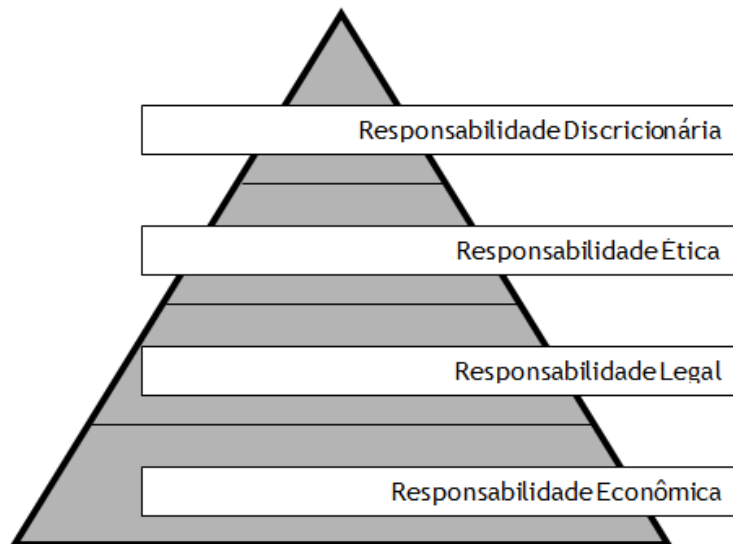 Responsabilidade Discricionária
Responsabilidade Ética
Responsabilidade Legal
Responsabilidade Econômica